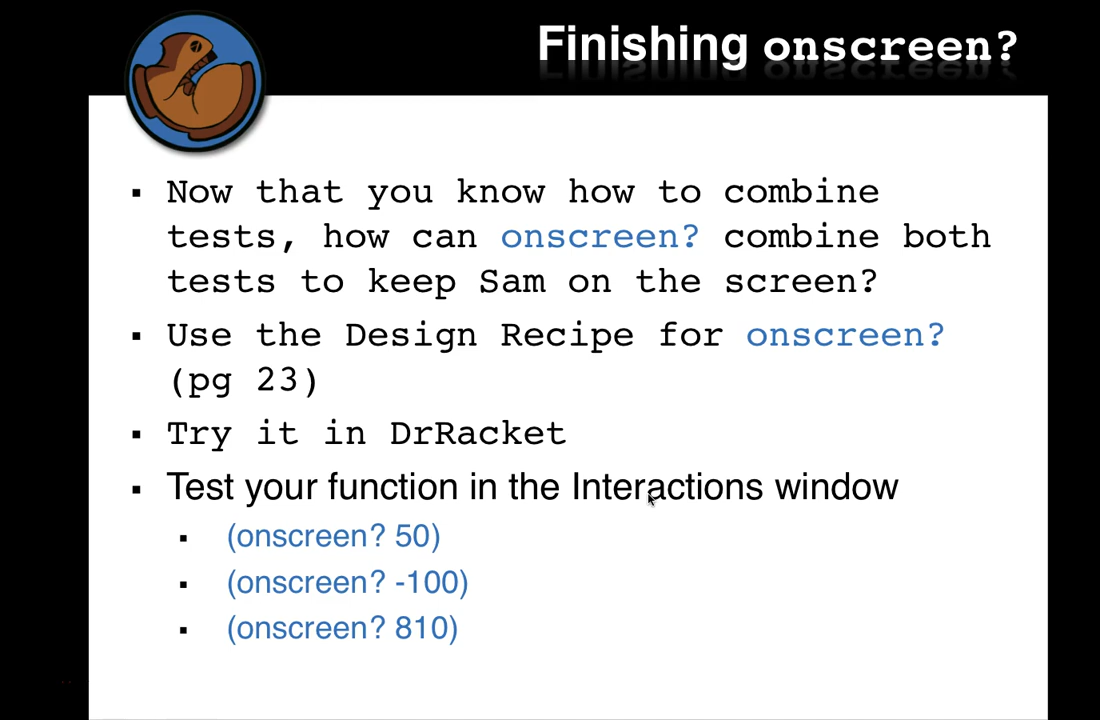 Finishing onscreen?
Now that you know how to combine
tests, how can onscreen? combine both
tests to keep Sam on the screen?
Use the Design Recipe for onscreen?
(pg 23)
Try it in DrRacket
Test your function in the Interactions window
(onscreen? 50)
(onscreen? -100)
(onscreen? 810)